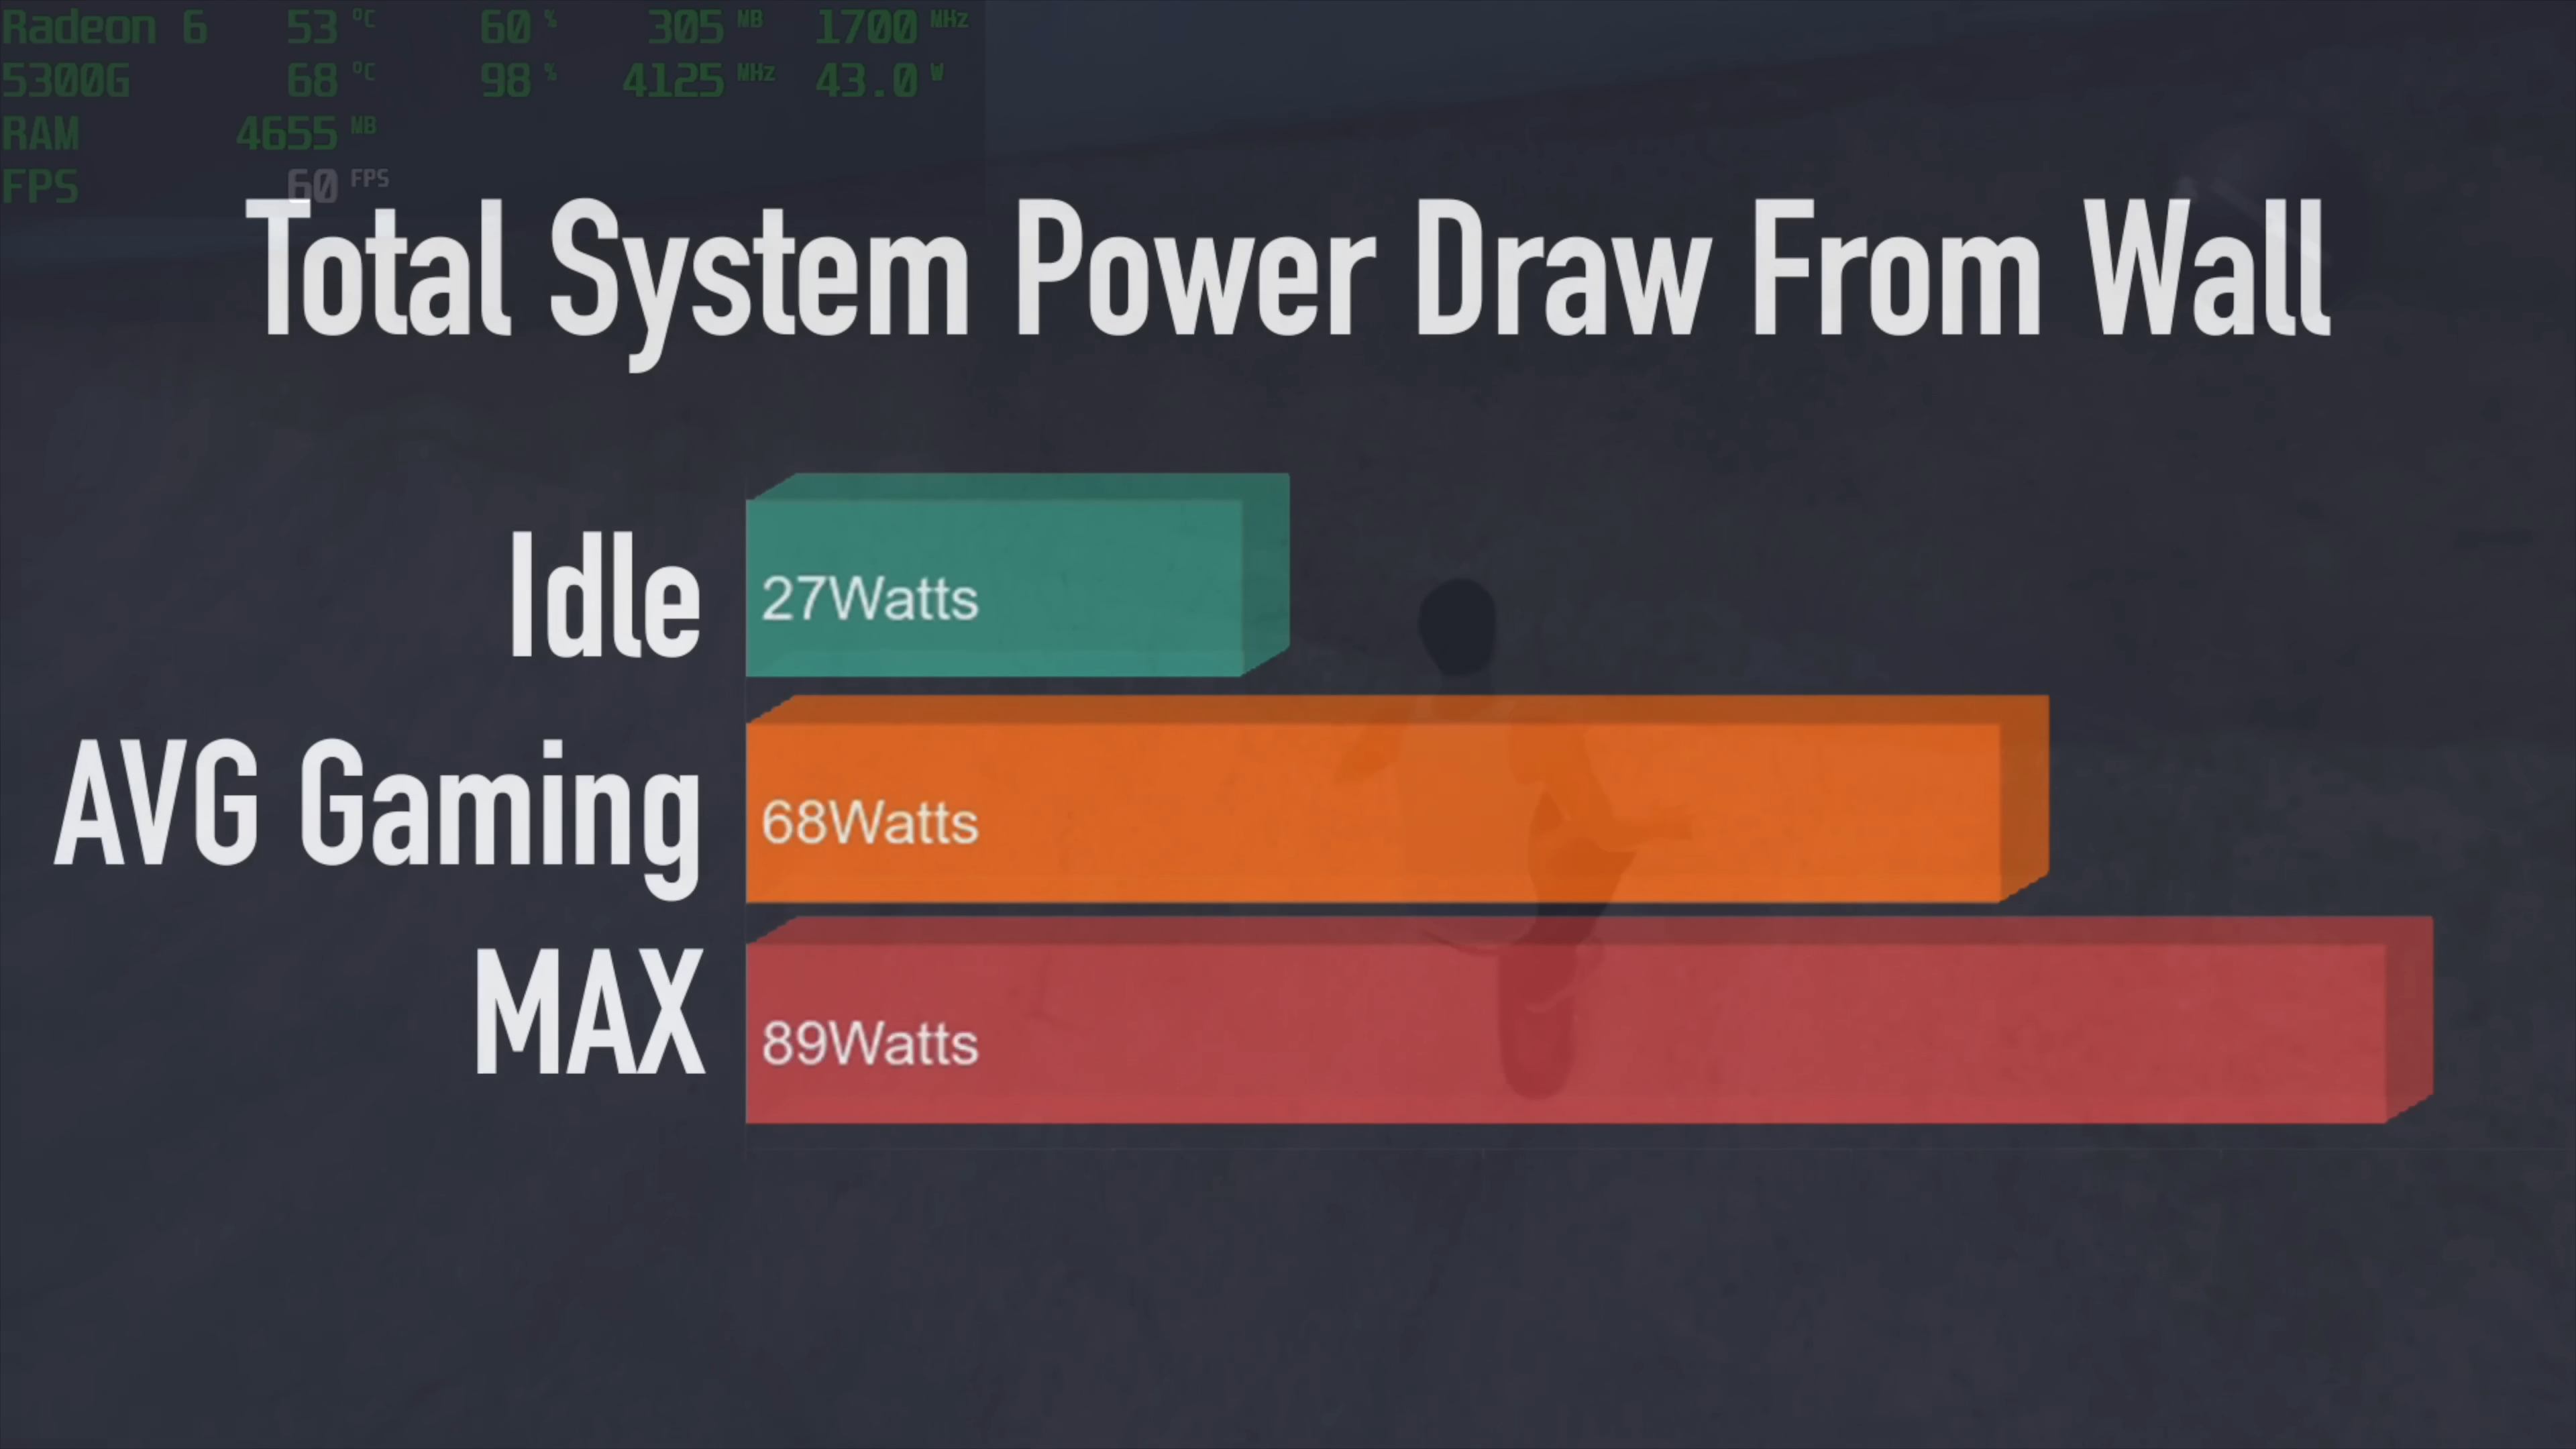 Radeon 6 53 °C 60 % 305 MB 1700 MHz
5300G 68 °C 98 % 4125 MHz 43.0 W
RAM 4655 MB
FPS 60 FPS
Total System Power Draw From Wall
Idle 27Watts
AVG Gaming 68Watts
MAX 89Watts